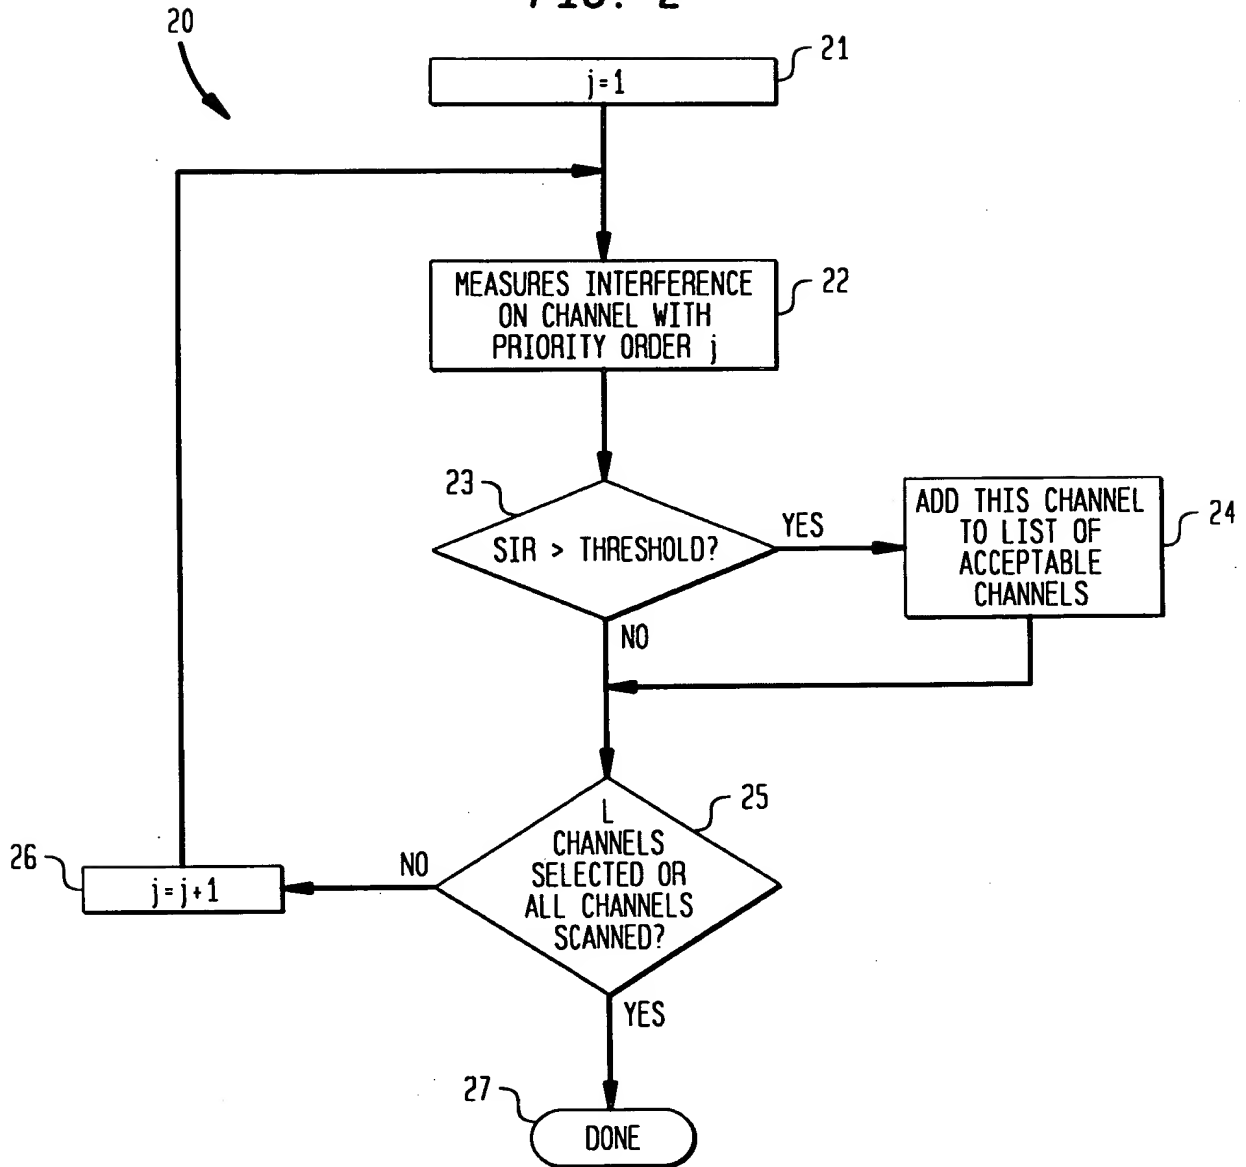 FIG. 2
20
21
j=1
22
MEASURES INTERFERENCE
ON CHANNEL WITH
PRIORITY ORDER j
23
SIR > THRESHOLD?
YES
24
ADD THIS CHANNEL
TO LIST OF
ACCEPTABLE
CHANNELS
NO
25
L
CHANNELS
SELECTED OR
ALL CHANNELS
SCANNED?
NO
26
j=j+1
YES
27
DONE